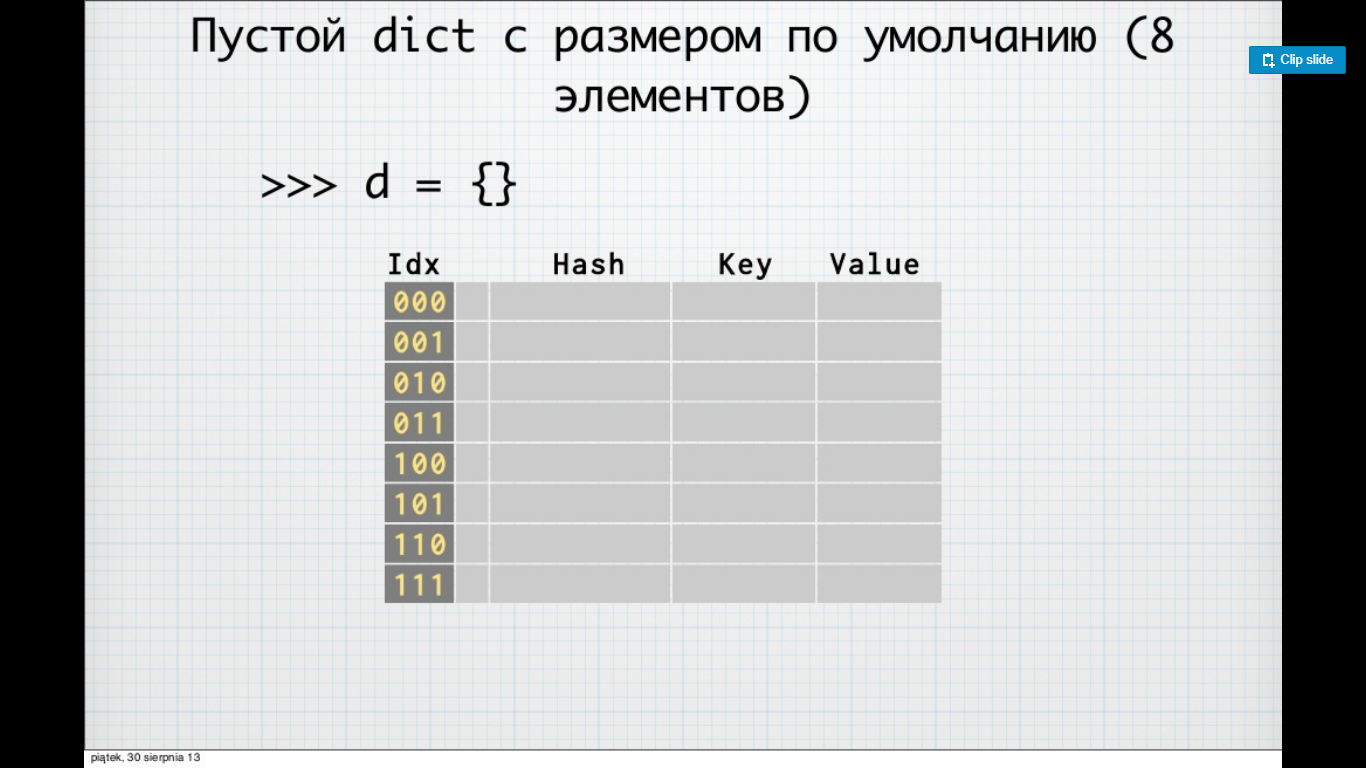 Пустой dict с размером по умолчанию (8
элементов)
Clip slide
>>> d = {}
Idx Hash Key Value
000
001
010
011
100
101
110
111
piątek, 30 sierpnia 13